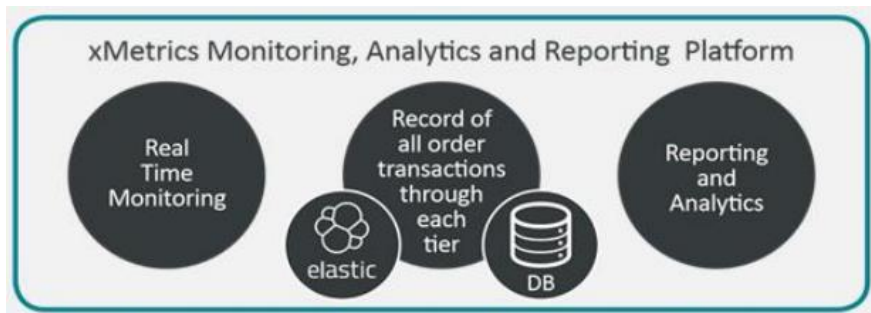 xMetrics Monitoring, Analytics and Reporting Platform
Real
Time
Monitoring
Record of
all order
transactions
through
each
tier
elastic
DB
Reporting
and
Analytics